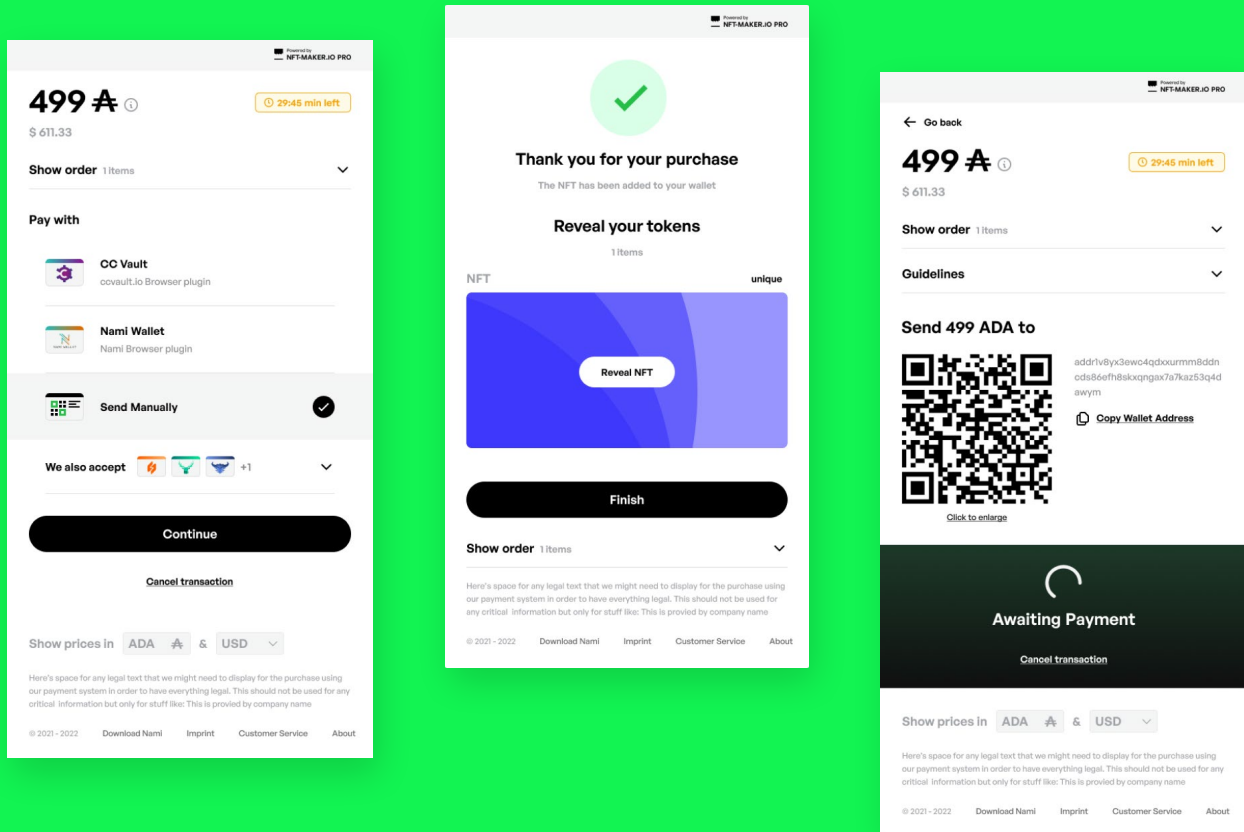 Powered by
NFT-MAKER.IO PRO
499 ₳
29:45 min left
$ 611.33
Show order 1 items
Pay with
CC Vault
ccvault.io Browser plugin
Nami Wallet
Nami Browser plugin
NAMI WALLET
Send Manually
We also accept +1
Continue
Cancel transaction
Show prices in ADA ₳ & USD
Here's space for any legal text that we might need to display for the purchase using
our payment system in order to have everything legal. This should not be used for any
critical information but only for stuff like: This is provied by company name
© 2021 - 2022 Download Nami Imprint Customer Service About
Powered by
NFT-MAKER.IO PRO
Thank you for your purchase
The NFT has been added to your wallet
Reveal your tokens
1 items
NFT unique
Reveal NFT
Finish
Show order 1 items
Here's space for any legal text that we might need to display for the purchase using
our payment system in order to have everything legal. This should not be used for
any critical information but only for stuff like: This is provied by company name
© 2021 - 2022 Download Nami Imprint Customer Service About
Powered by
NFT-MAKER.IO PRO
Go back
499 ₳
29:45 min left
$ 611.33
Show order 1 items
Guidelines
Send 499 ADA to
addr1v8yx3ewc4qdxxurmm8ddn
cds86efh8skxqngax7a7kaz53q4d
awym
Copy Wallet Address
Click to enlarge
Awaiting Payment
Cancel transaction
Show prices in ADA ₳ & USD
Here's space for any legal text that we might need to display for the purchase using
our payment system in order to have everything legal. This should not be used for any
critical information but only for stuff like: This is provied by company name
© 2021 - 2022 Download Nami Imprint Customer Service About